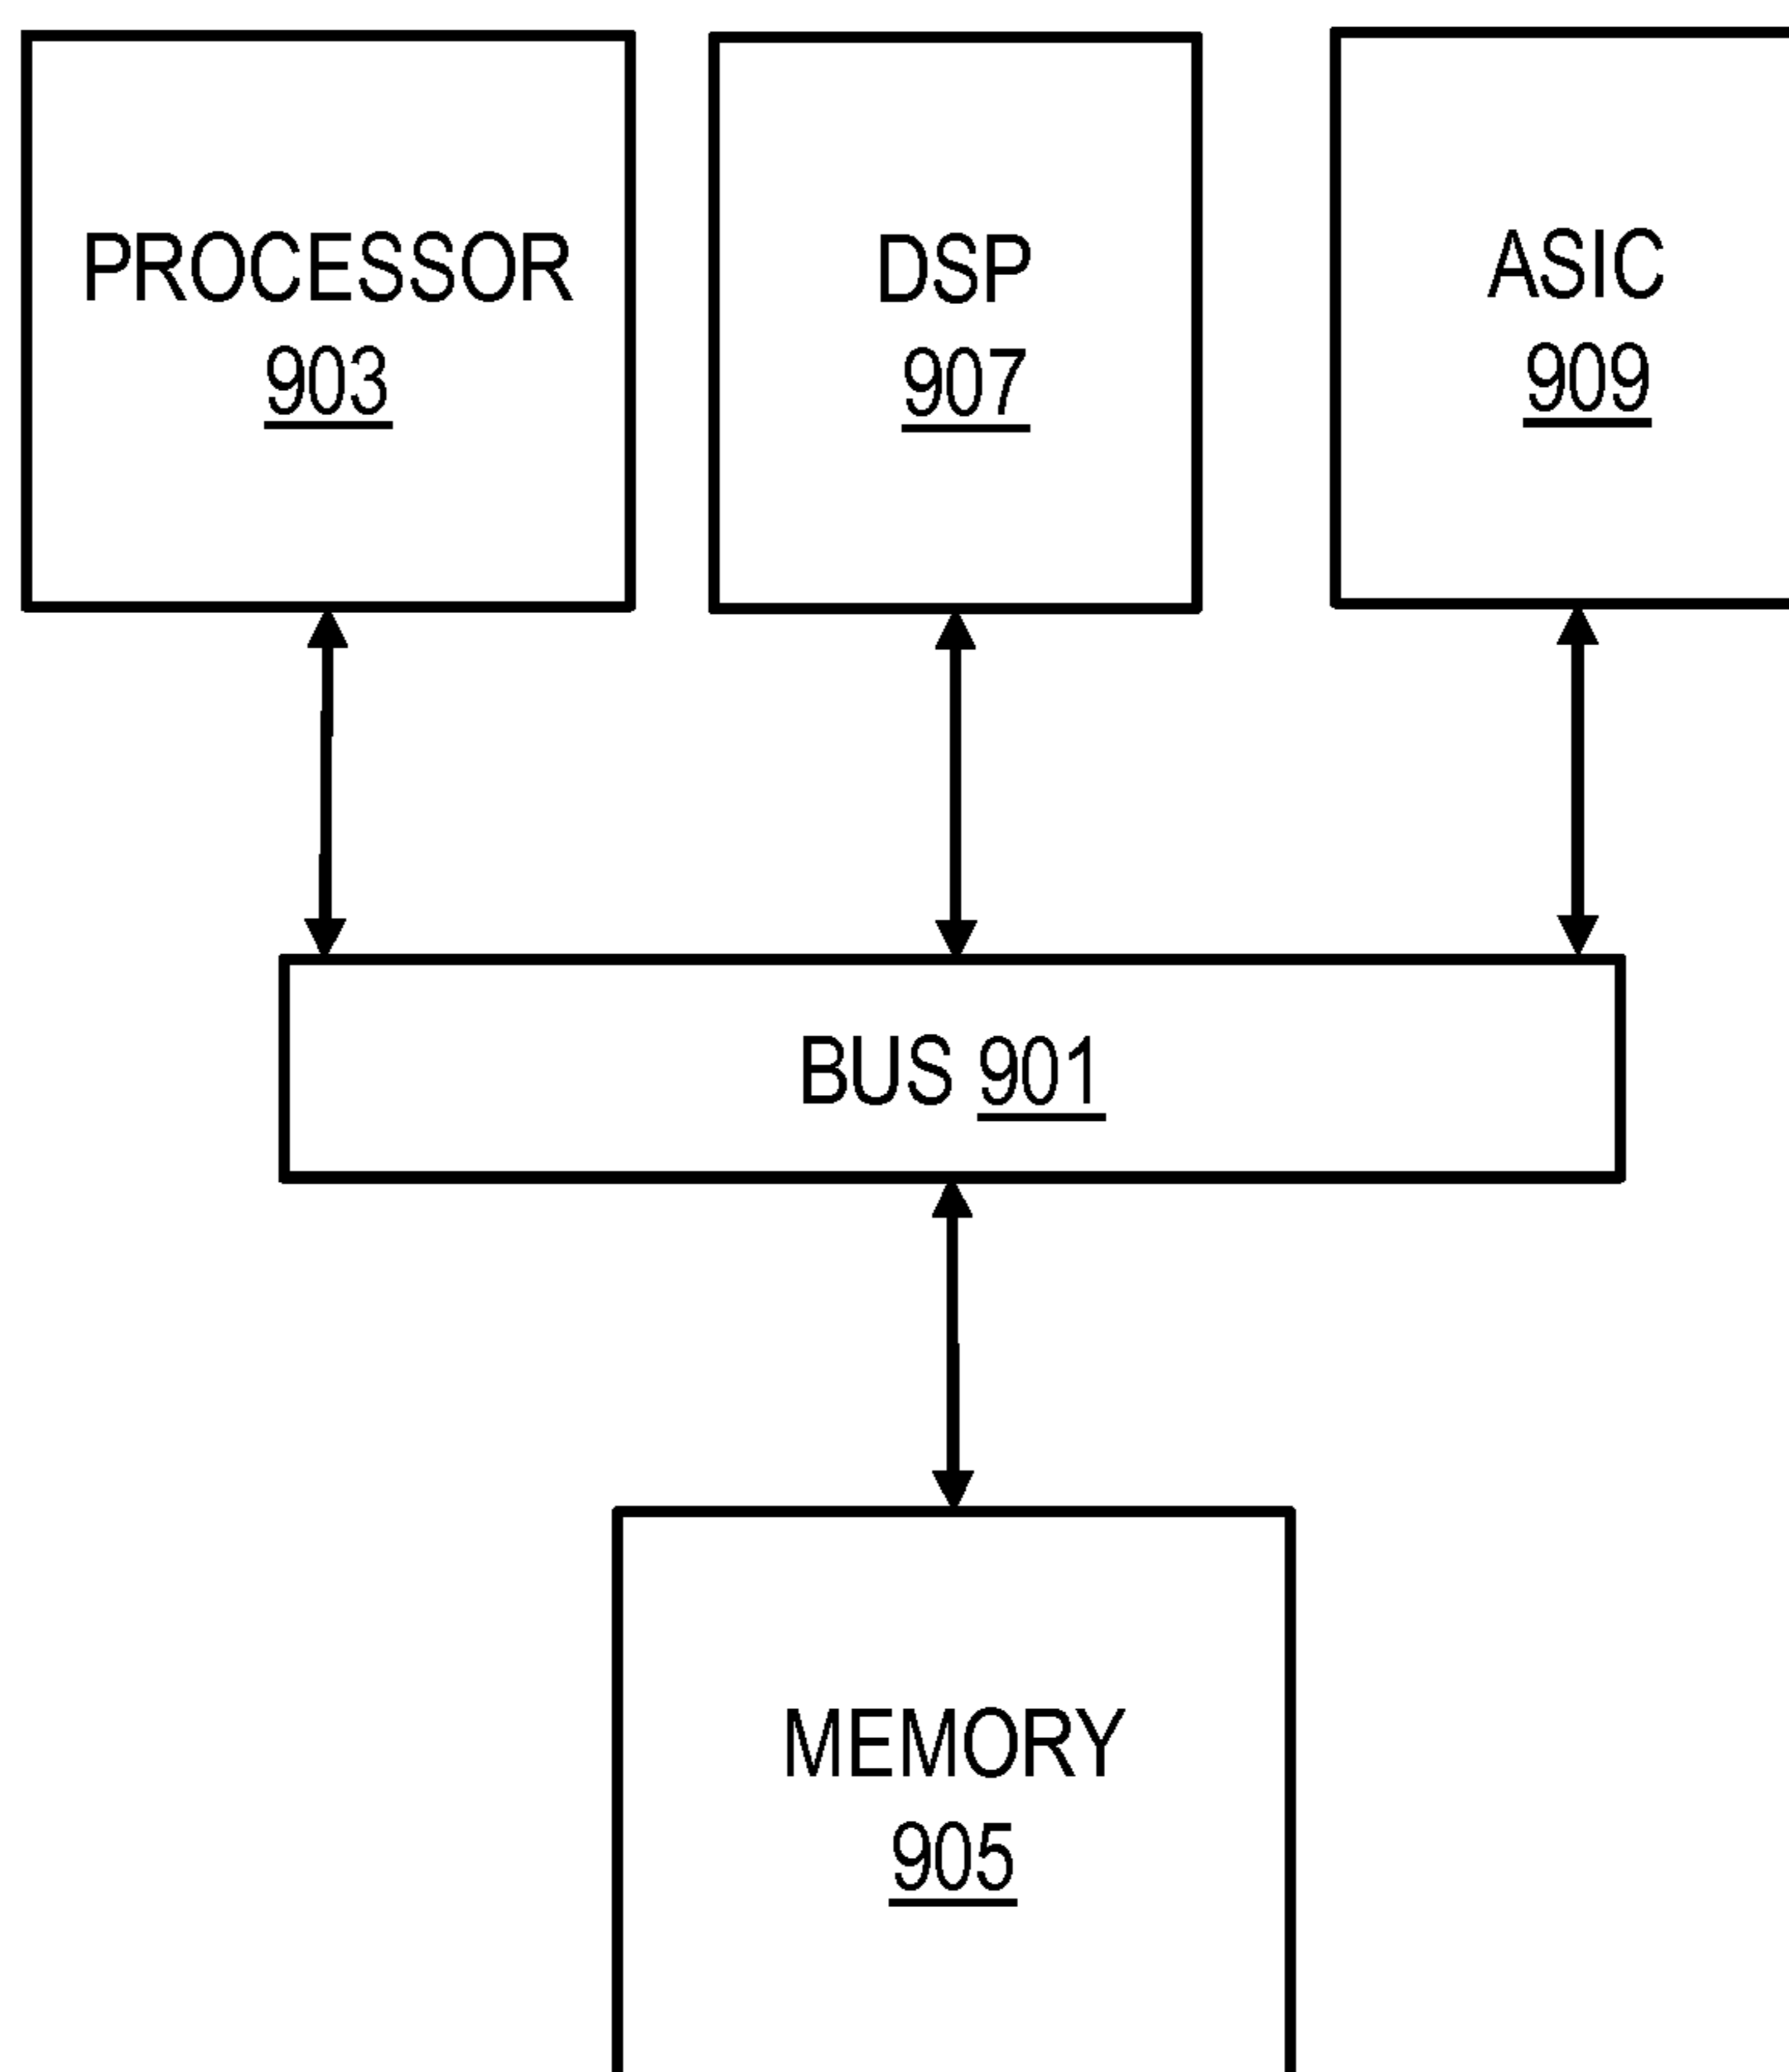 PROCESSOR
903
DSP
907
ASIC
909
BUS 901
MEMORY
905